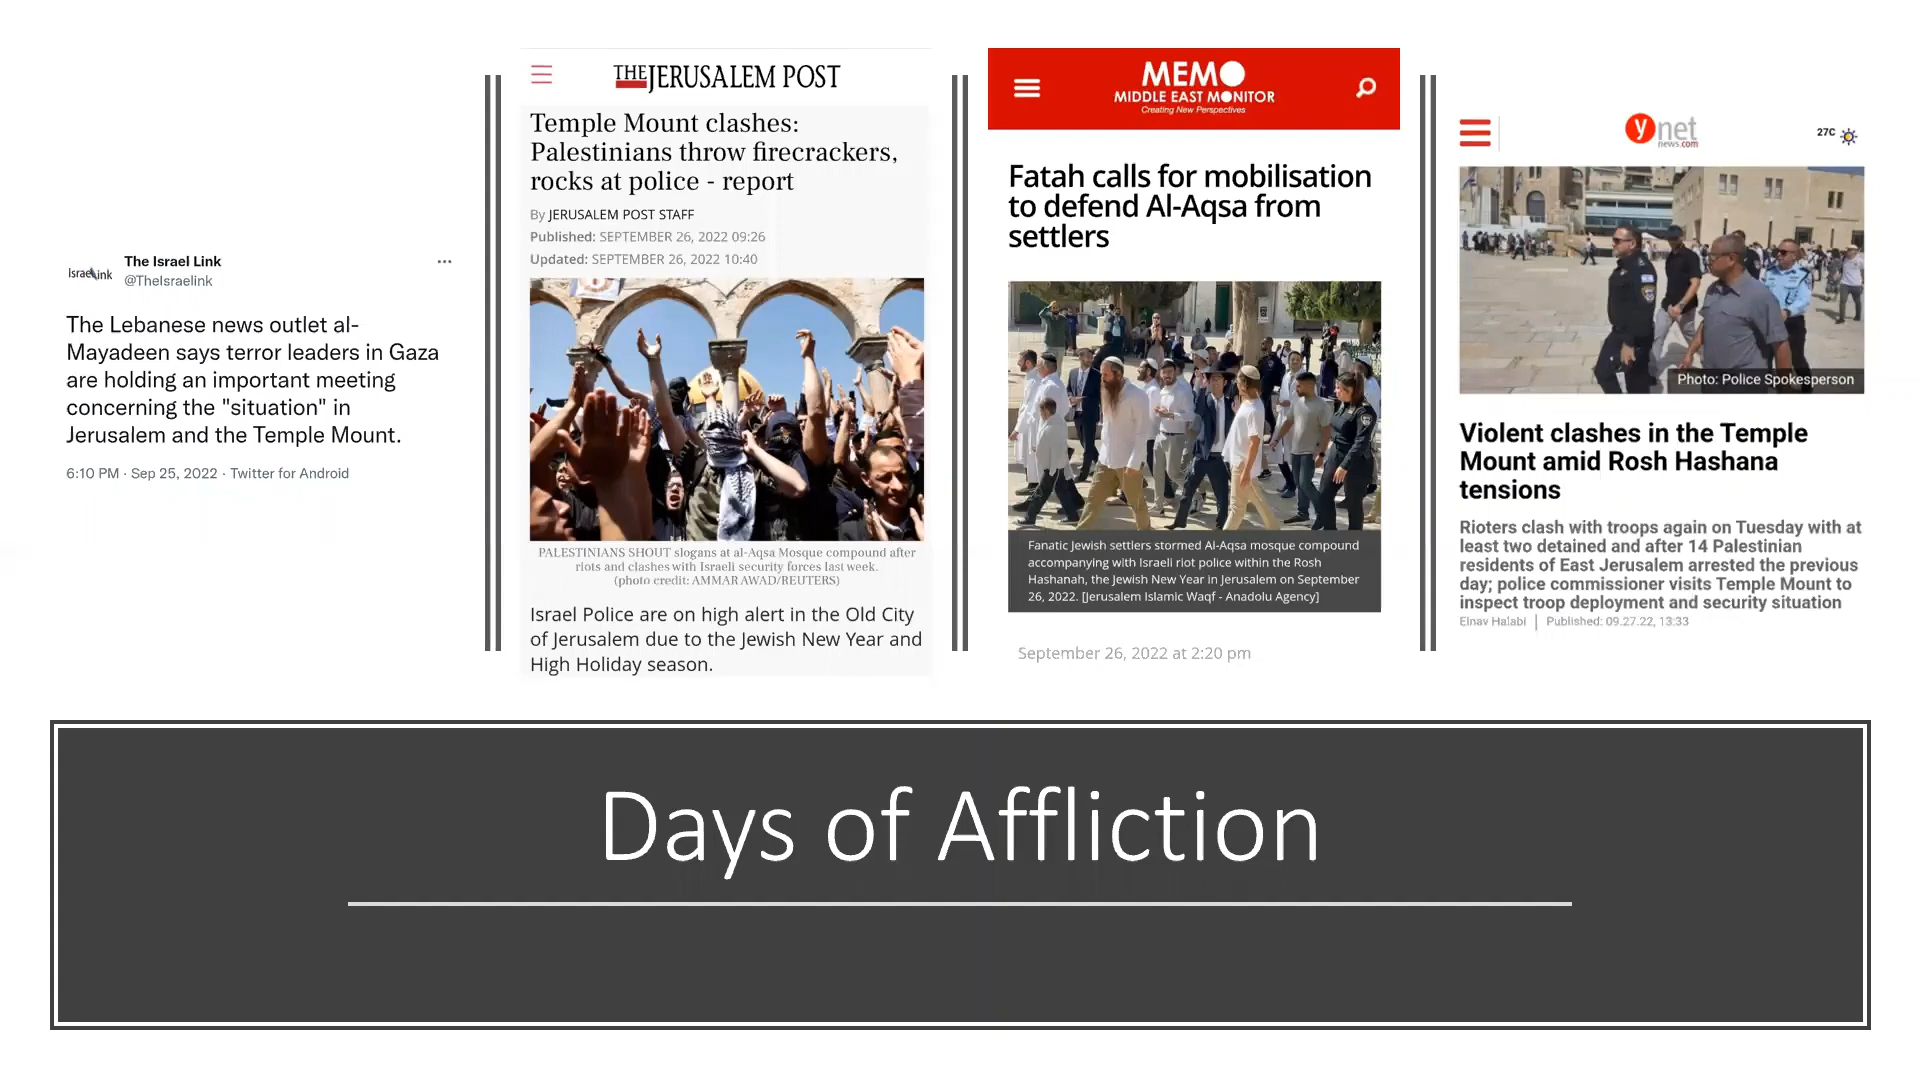 The Israel Link
@TheIsraelink
The Lebanese news outlet al-
Mayadeen says terror leaders in Gaza
are holding an important meeting
concerning the "situation" in
Jerusalem and the Temple Mount.
6:10 PM · Sep 25, 2022 · Twitter for Android
THE JERUSALEM POST
Temple Mount clashes:
Palestinians throw firecrackers,
rocks at police - report
By JERUSALEM POST STAFF
Published: SEPTEMBER 26, 2022 09:26
Updated: SEPTEMBER 26, 2022 10:40
PALESTINIANS SHOUT slogans at al-Aqsa Mosque compound after
riots and clashes with Israeli security forces last week.
(photo credit: AMMAR AWAD/REUTERS)
Israel Police are on high alert in the Old City
of Jerusalem due to the Jewish New Year and
High Holiday season.
MEMO
MIDDLE EAST MONITOR
Creating New Perspectives
Fatah calls for mobilisation
to defend Al-Aqsa from
settlers
Fanatic Jewish settlers stormed Al-Aqsa mosque compound
accompanying with Israeli riot police within the Rosh
Hashanah, the Jewish New Year in Jerusalem on September
26, 2022. [Jerusalem Islamic Waqf - Anadolu Agency]
September 26, 2022 at 2:20 pm
ynet
news.com
27C
Photo: Police Spokesperson
Violent clashes in the Temple
Mount amid Rosh Hashana
tensions
Rioters clash with troops again on Tuesday with at
least two detained and after 14 Palestinian
residents of East Jerusalem arrested the previous
day; police commissioner visits Temple Mount to
inspect troop deployment and security situation
Einav Halabi | Published: 09.27.22, 13:33
Days of Affliction